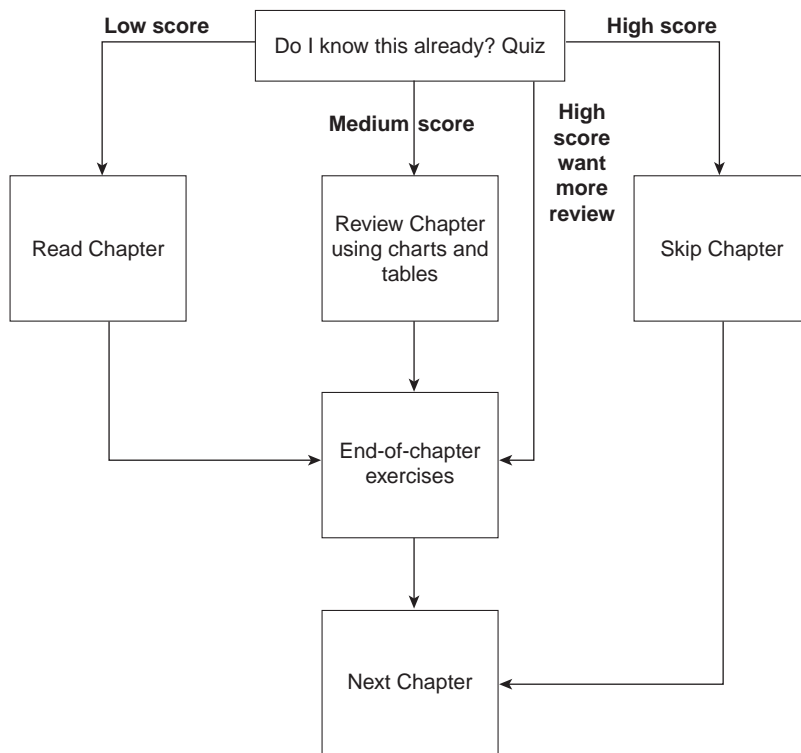 Low score
Do I know this already? Quiz
High score
Medium score
High
score
want
more
review
Read Chapter
Review Chapter
using charts and
tables
Skip Chapter
End-of-chapter
exercises
Next Chapter